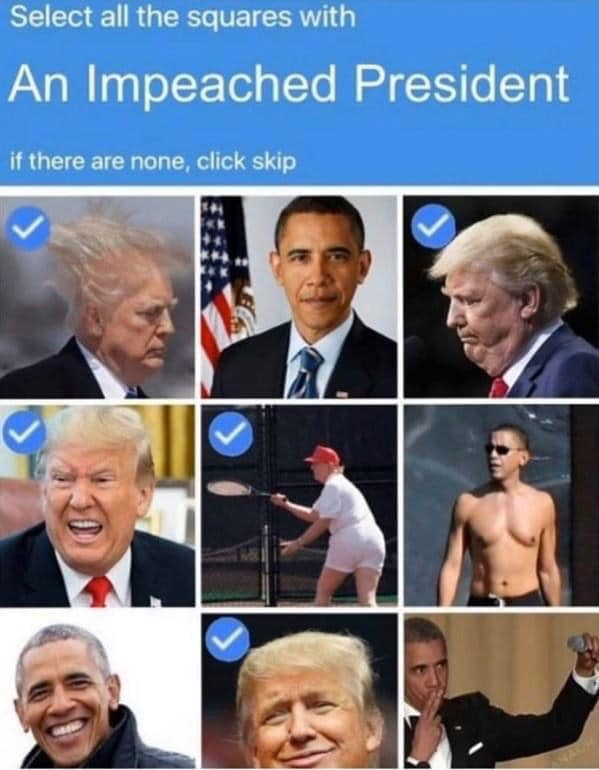 Select all the squares with
An Impeached President
if there are none, click skip